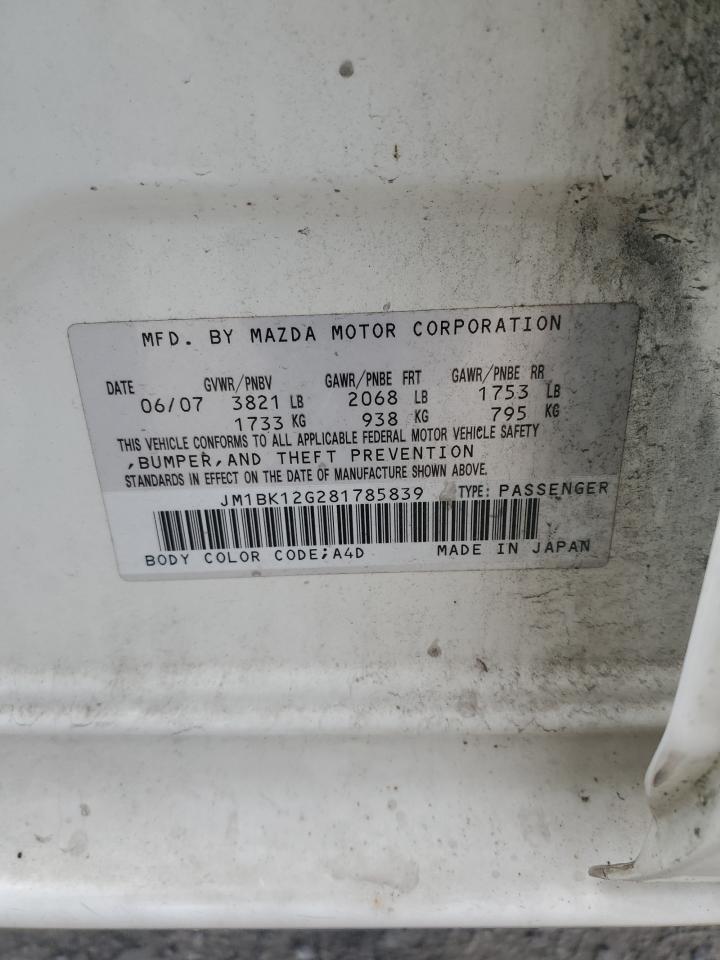 MFD. BY MAZDA MOTOR CORPORATION
DATE GVWR/PNBV GAWR/PNBE FRT GAWR/PNBE RR
06/07 3821 LB 2068 LB 1753 LB
1733 KG 938 KG 795 KG
THIS VEHICLE CONFORMS TO ALL APPLICABLE FEDERAL MOTOR VEHICLE SAFETY
,BUMPER,AND THEFT PREVENTION
STANDARDS IN EFFECT ON THE DATE OF MANUFACTURE SHOWN ABOVE.
JM1BK12G281785839 TYPE: PASSENGER
BODY COLOR CODE;A4D MADE IN JAPAN